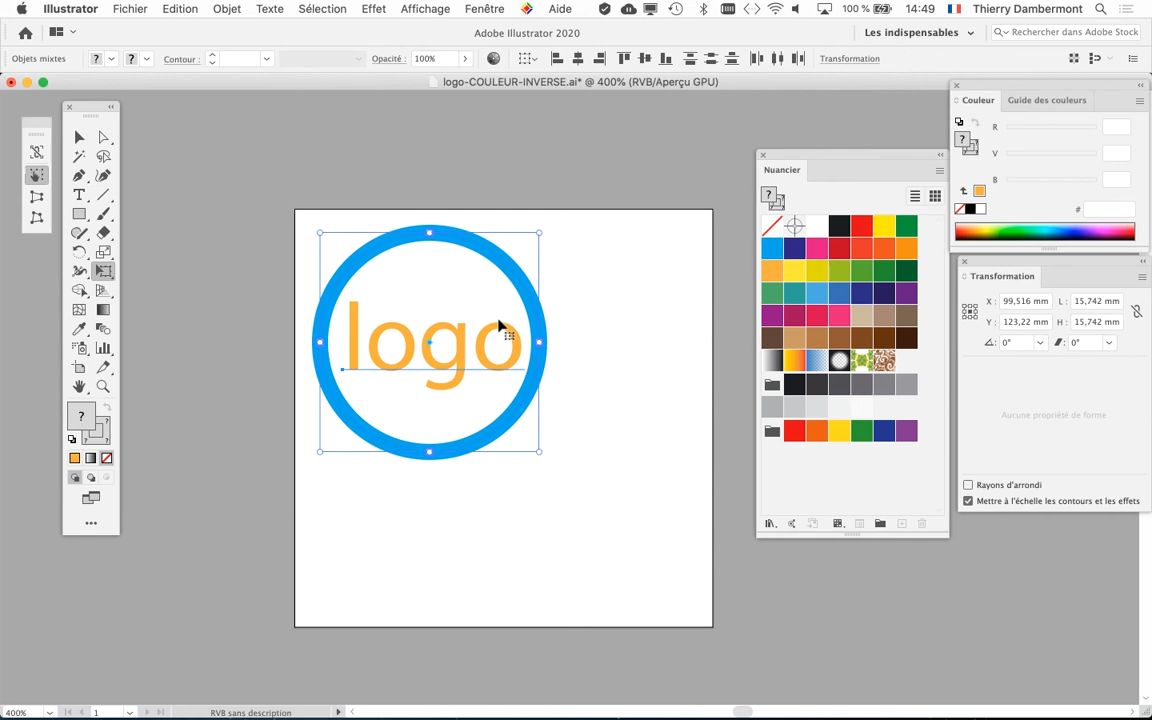 Illustrator Fichier Edition Objet Texte Sélection Effet Affichage Fenêtre Aide 100 % 14:49 Thierry Dambermont
Adobe Illustrator 2020 Les indispensables Rechercher dans Adobe Stock
Objets mixtes ? ? Contour : Opacité : 100% Transformation
logo-COULEUR-INVERSE.ai* @ 400% (RVB/Aperçu GPU)
Couleur Guide des couleurs
R
V
B
?
#
Nuancier
?
Transformation
X : 99,516 mm L : 15,742 mm
Y : 123,22 mm H : 15,742 mm
0° 0°
logo
T
?
?
?
Aucune propriété de forme
Rayons d'arrondi
Mettre à l'échelle les contours et les effets
400% 1 RVB sans description